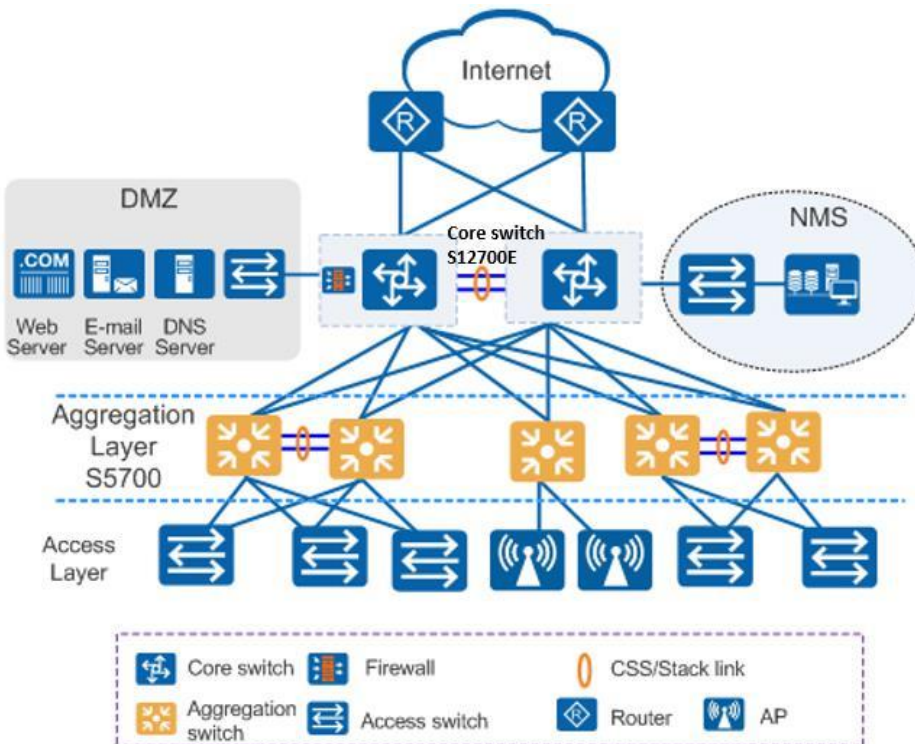 Internet
R
R
DMZ
.COM
Web
Server
E-mail
Server
DNS
Server
Core switch
S12700E
NMS
Aggregation
Layer
S5700
Access
Layer
Core switch
Firewall
CSS/Stack link
Aggregation
switch
Access switch
R
Router
AP